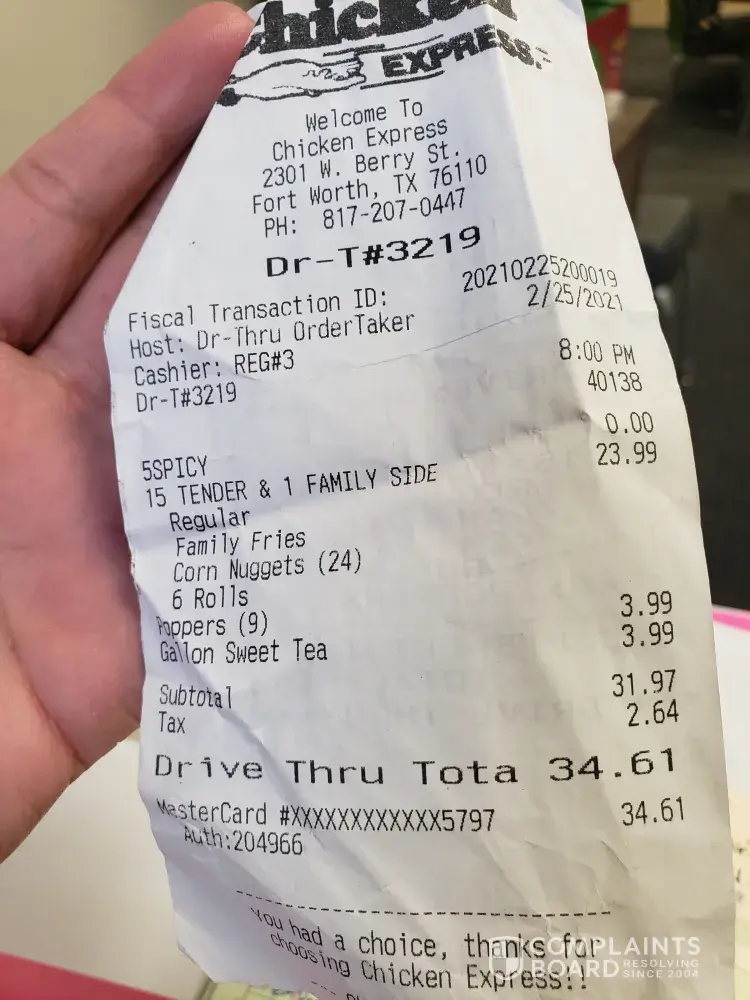 Chicken
EXPRESS
Welcome To
Chicken Express
2301 W. Berry St.
Fort Worth, TX 76110
PH: 817-207-0447
Dr-T#3219
Fiscal Transaction ID: 20210225200019
Host: Dr-Thru OrderTaker 2/25/2021
Cashier: REG#3 8:00 PM
Dr-T#3219 40138
5SPICY 0.00
15 TENDER & 1 FAMILY SIDE 23.99
Regular
Family Fries
Corn Nuggets (24)
6 Rolls
Poppers (9) 3.99
Gallon Sweet Tea 3.99
Subtotal 31.97
Tax 2.64
Drive Thru Tota 34.61
MasterCard #XXXXXXXXXXXX5797 34.61
Auth:204966
You had a choice, thanks for
choosing Chicken Express!!
COMPLAINTS
BOARD RESOLVING
SINCE 2004